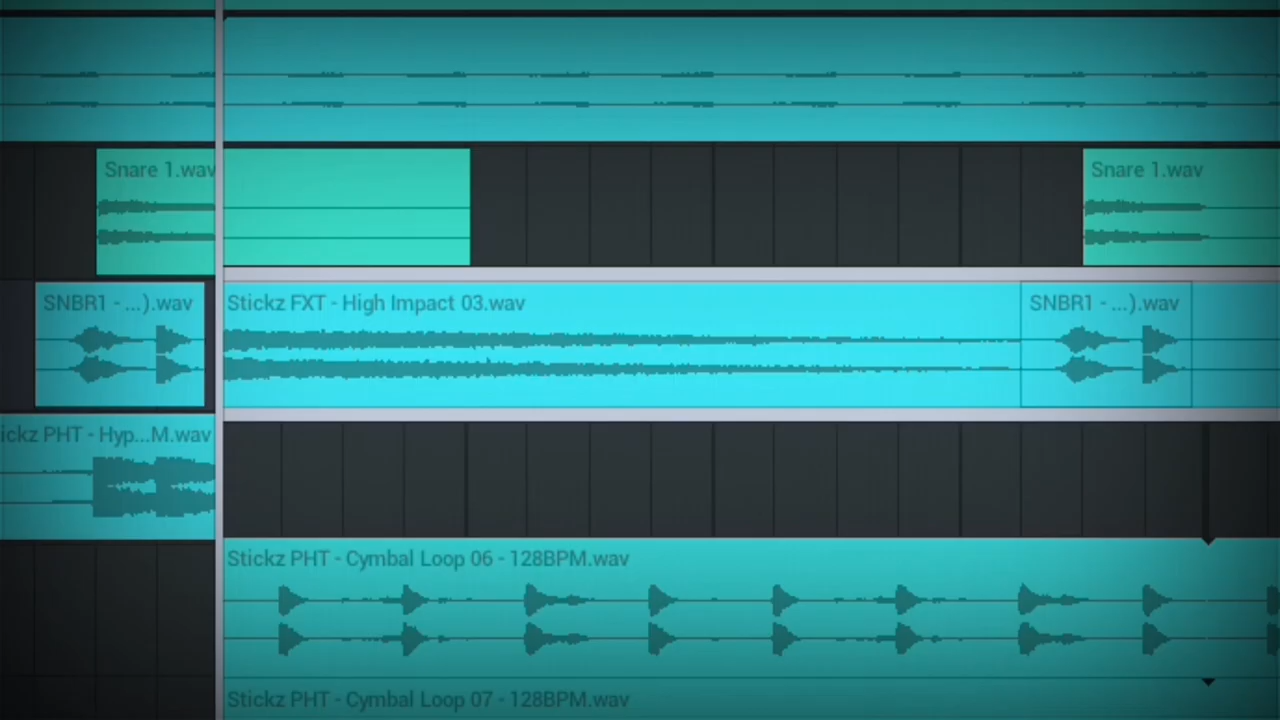 Snare 1.wav
Snare 1.wav
SNBR1 - ...).wav
Stickz FXT - High Impact 03.wav
SNBR1 - ...).wav
ickz PHT - Hyp...M.wav
Stickz PHT - Cymbal Loop 06 - 128BPM.wav
Stickz PHT - Cymbal Loop 07 - 128BPM.wav